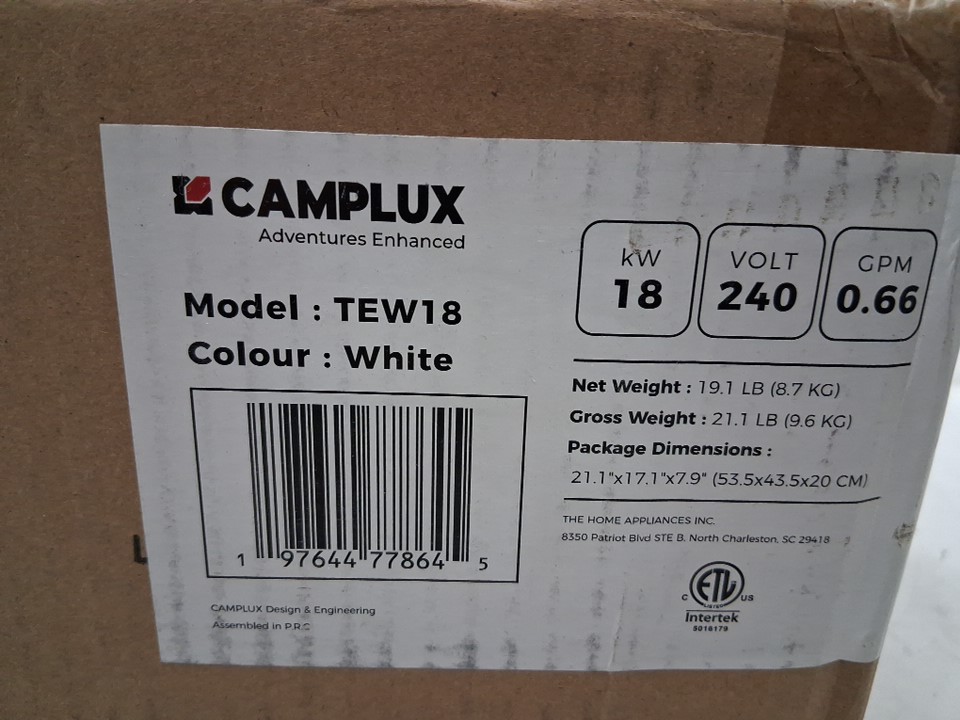 CAMPLUX
Adventures Enhanced
Model : TEW18
Colour : White
1 97644 77864 5
CAMPLUX Design & Engineering
Assembled in P.R.C
kW
18
VOLT
240
GPM
0.66
Net Weight : 19.1 LB (8.7 KG)
Gross Weight : 21.1 LB (9.6 KG)
Package Dimensions :
21.1"x17.1"x7.9" (53.5x43.5x20 CM)
THE HOME APPLIANCES INC.
8350 Patriot Blvd STE B. North Charleston, SC 29418
ETL
LISTED
C US
Intertek
5016179